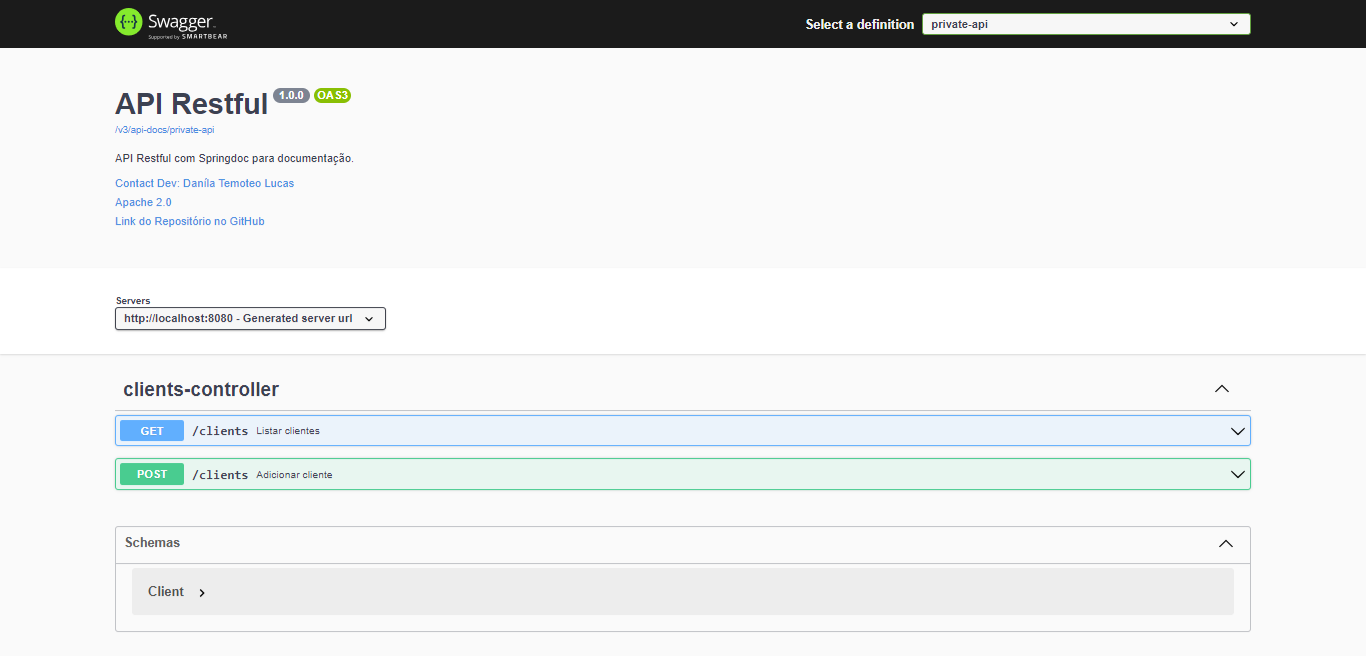 Swagger
Supported by SMARTBEAR
Select a definition
private-api
API Restful 1.0.0 OAS3
/v3/api-docs/private-api
API Restful com Springdoc para documentação.
Contact Dev: Daníla Temoteo Lucas
Apache 2.0
Link do Repositório no GitHub
Servers
http://localhost:8080 - Generated server url
clients-controller
GET /clients Listar clientes
POST /clients Adicionar cliente
Schemas
Client